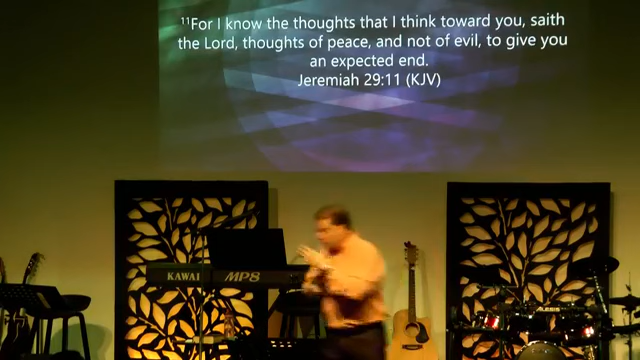 ¹¹For I know the thoughts that I think toward you, saith
the Lord, thoughts of peace, and not of evil, to give you
an expected end.
Jeremiah 29:11 (KJV)
KAWAI
MP8
ALESIS